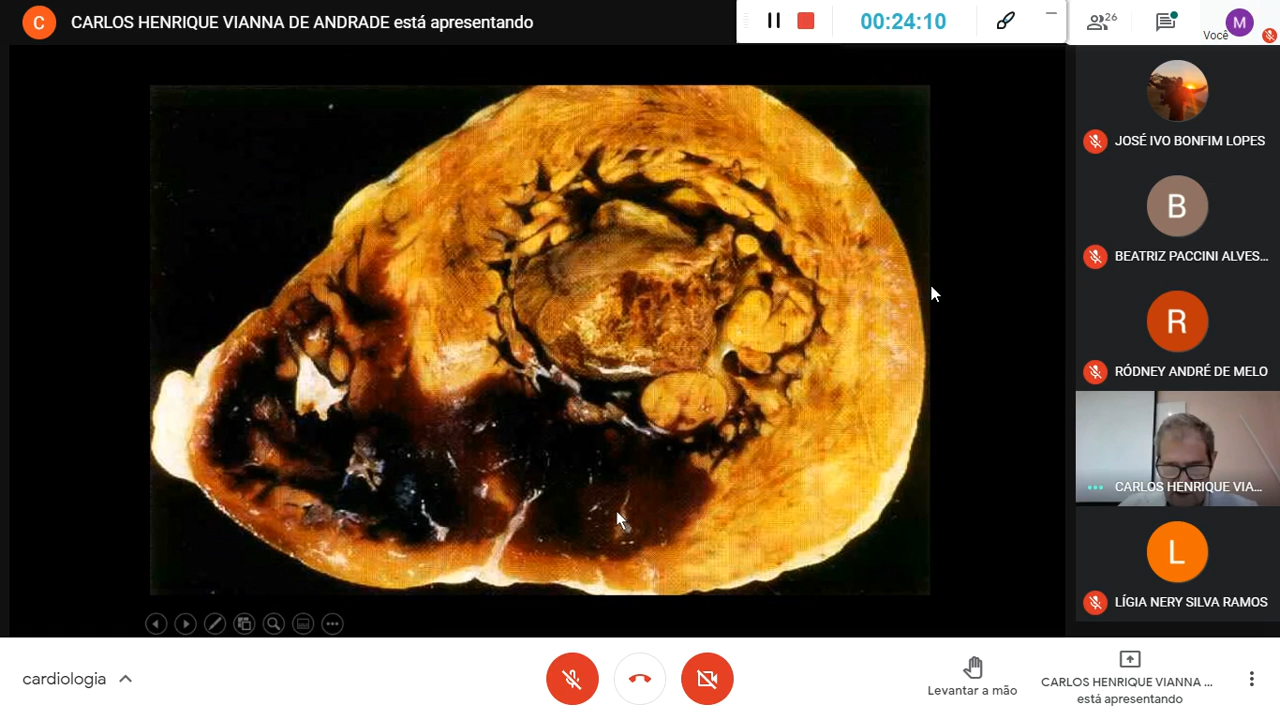 C CARLOS HENRIQUE VIANNA DE ANDRADE está apresentando
00:24:10
26
Você
M
JOSÉ IVO BONFIM LOPES
B
BEATRIZ PACCINI ALVES...
R
RÓDNEY ANDRÉ DE MELO
CARLOS HENRIQUE VIA...
L
LÍGIA NERY SILVA RAMOS
cardiologia
Levantar a mão
CARLOS HENRIQUE VIANNA ...
está apresentando